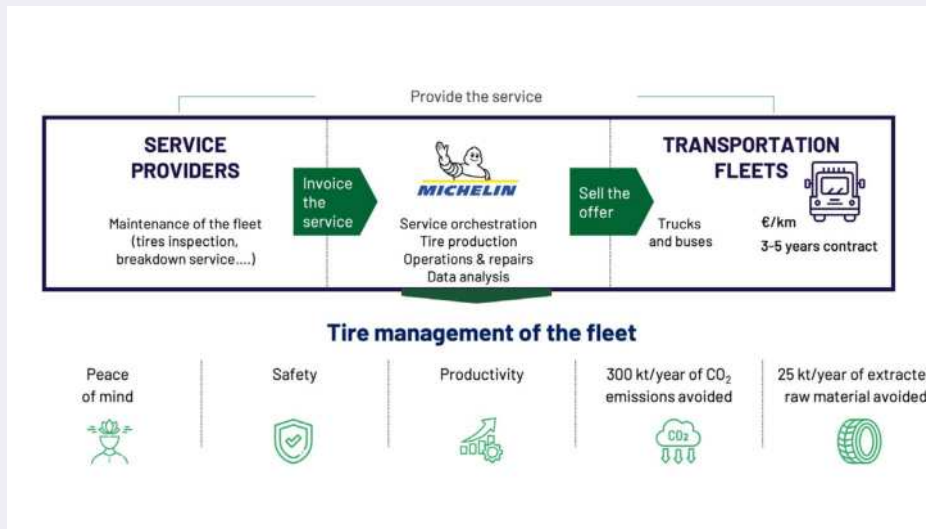 Provide the service
SERVICE
PROVIDERS
Maintenance of the fleet
(tires inspection,
breakdown service....)
Invoice
the
service
MICHELIN
Service orchestration
Tire production
Operations & repairs
Data analysis
Sell the
offer
TRANSPORTATION
FLEETS
Trucks
and buses
€/km
3-5 years contract
Tire management of the fleet
Peace
of mind
Safety
Productivity
300 kt/year of CO₂
emissions avoided
CO₂
25 kt/year of extracte
raw material avoided